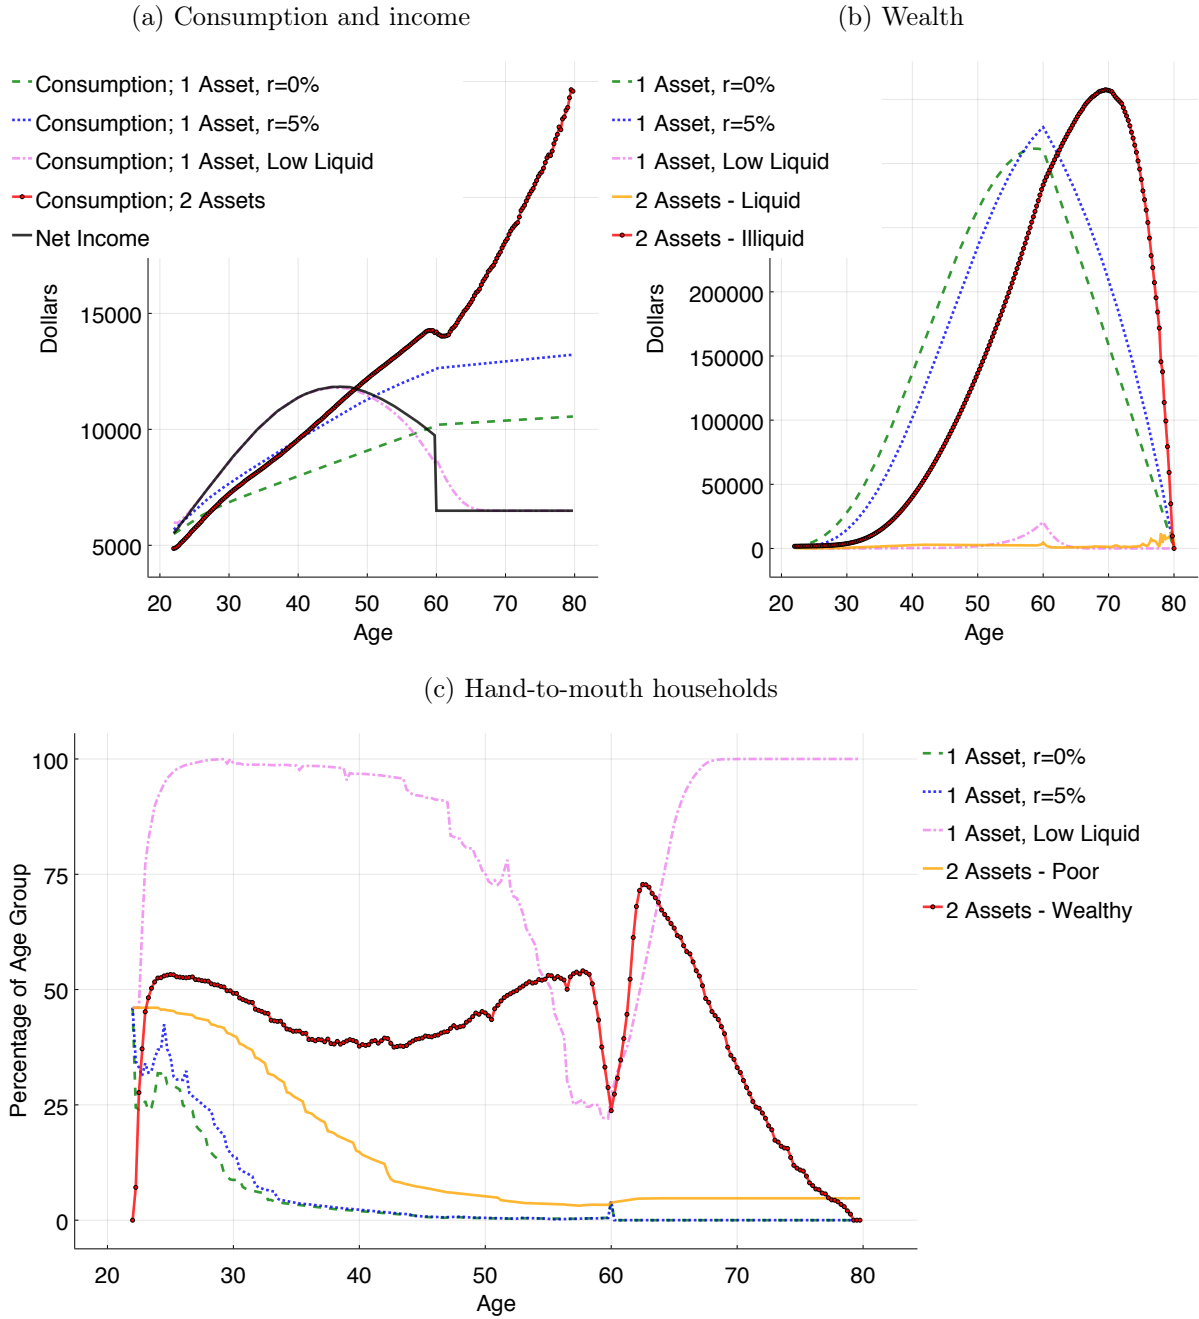 (a) Consumption and income
Consumption; 1 Asset, r=0%
Consumption; 1 Asset, r=5%
Consumption; 1 Asset, Low Liquid
Consumption; 2 Assets
Net Income
Dollars
15000
10000
5000
20 30 40 50 60 70 80
Age
(b) Wealth
1 Asset, r=0%
1 Asset, r=5%
1 Asset, Low Liquid
2 Assets - Liquid
2 Assets - Illiquid
Dollars
200000
150000
100000
50000
0
20 30 40 50 60 70 80
Age
(c) Hand-to-mouth households
Percentage of Age Group
100
75
50
25
0
20 30 40 50 60 70 80
Age
1 Asset, r=0%
1 Asset, r=5%
1 Asset, Low Liquid
2 Assets - Poor
2 Assets - Wealthy